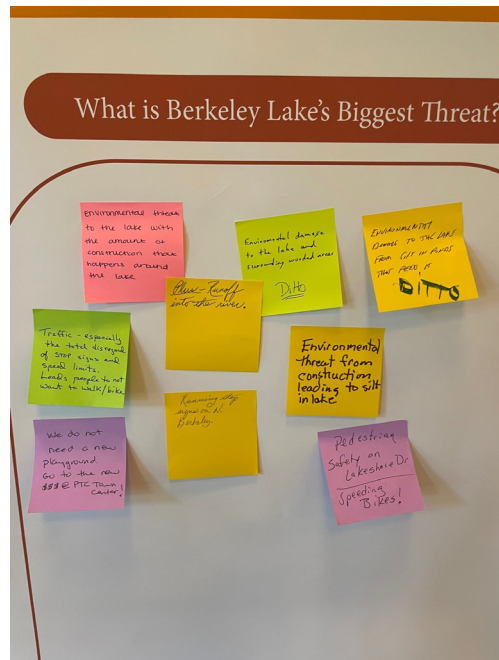 What is Berkeley Lake's Biggest Threat?
Environmental threats
to the lake with
the amount of
construction that
happens around
the lake
Enviromental damage
to the lake and
surrounding wooded areas
Ditto
DAMAGE TO THE LAKE
FROM SILT IN PONDS
THAT FEED IT
DITTO
Plus - Runoff
into the river.
Traffic - especially
the total disregard
of stop signs and
speed limits.
Leads people to not
want to walk/bike
Environmental
threat from
construction
leading to silt
in lake
Running stop
signs on N.
Berkeley.
We do not
need a new
playground
Go to the new
$$$ @ PTC Town
Center!
Pedestrian
Safety on
Lakeshore Dr
Speeding
Bikes!